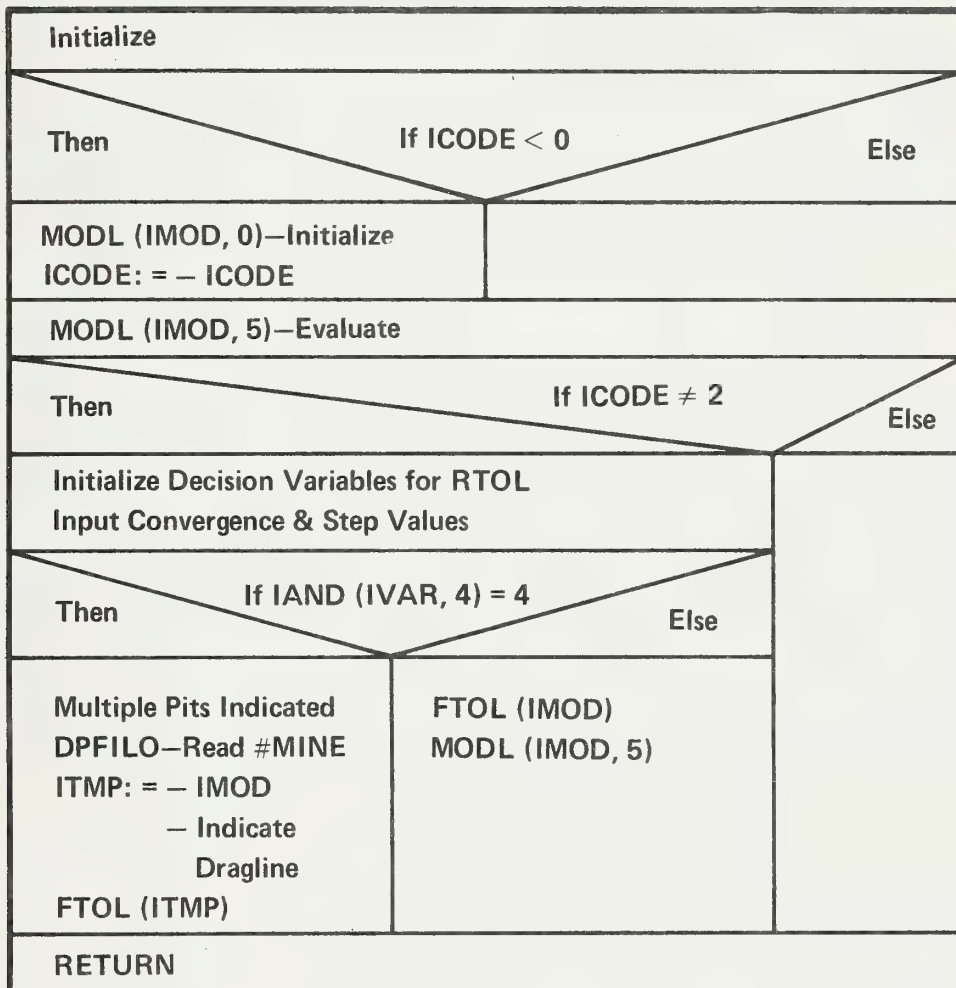 Initialize
Then
If ICODE < 0
Else
MODL (IMOD, 0)—Initialize
ICODE: = — ICODE
MODL (IMOD, 5)—Evaluate
Then
If ICODE ≠ 2
Else
Initialize Decision Variables for RTOL
Input Convergence & Step Values
Then
If IAND (IVAR, 4) = 4
Else
Multiple Pits Indicated
DPFILO—Read #MINE
ITMP: = — IMOD
— Indicate
Dragline
FTOL (ITMP)
FTOL (IMOD)
MODL (IMOD, 5)
RETURN